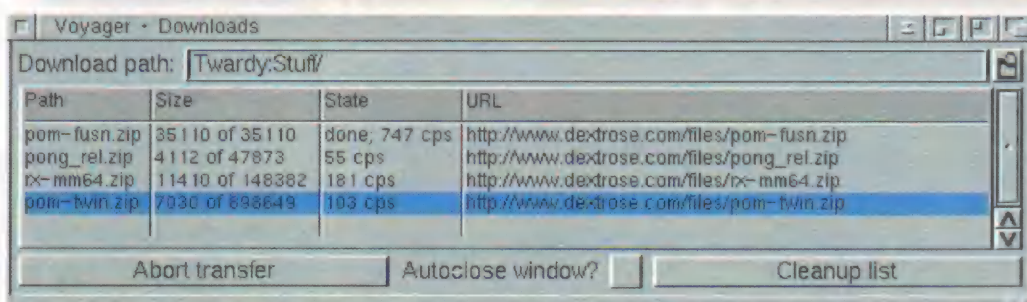 Voyager - Downloads
Download path: Twardy:Stuff/
Path Size State URL
pom-fusn.zip 35110 of 35110 done, 747 cps http://www.dextrose.com/files/pom-fusn.zip
pong_rel.zip 4112 of 47873 55 cps http://www.dextrose.com/files/pong_rel.zip
rx-mm64.zip 11410 of 148382 181 cps http://www.dextrose.com/files/rx-mm64.zip
pom-twin.zip 7030 of 898649 103 cps http://www.dextrose.com/files/pom-twin.zip
Abort transfer Autoclose window? Cleanup list